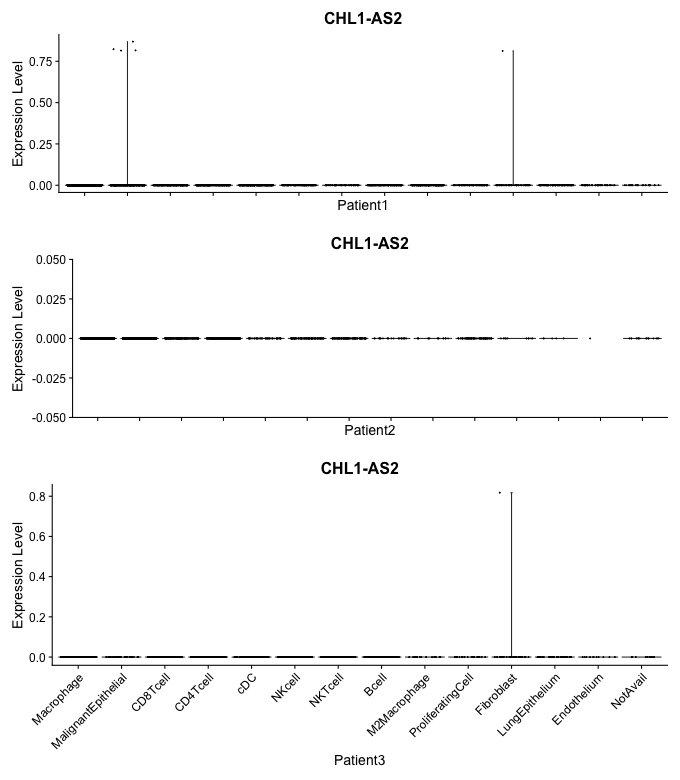 CHL1-AS2
Expression Level
0.75
0.50
0.25
0.00
Patient1
CHL1-AS2
Expression Level
0.050
0.025
0.000
-0.025
-0.050
Patient2
CHL1-AS2
Expression Level
0.8
0.6
0.4
0.2
0.0
Macrophage
MalignantEpithelial
CD8Tcell
CD4Tcell
cDC
NKcell
NKTcell
Bcell
M2Macrophage
ProliferatingCell
Fibroblast
LungEpithelium
Endothelium
NotAvail
Patient3